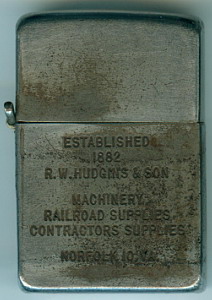 ESTABLISHED
1882
R.W. HUDGINS & SON
MACHINERY
RAILROAD SUPPLIES
CONTRACTORS SUPPLIES
NORFOLK 10, VA.